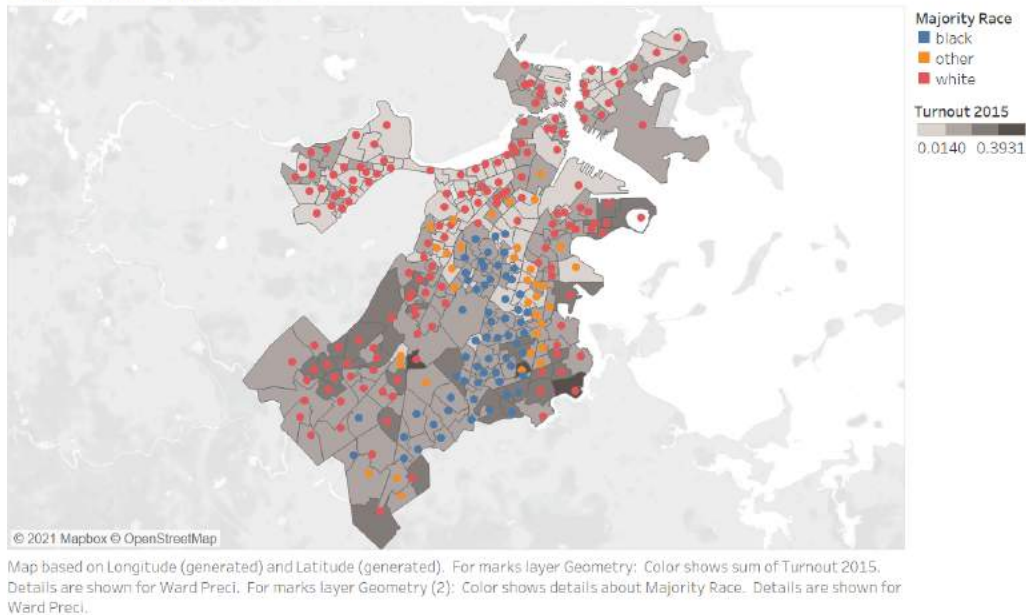 Majority Race
black
other
white
Turnout 2015
0.0140 0.3931
© 2021 Mapbox © OpenStreetMap
Map based on Longitude (generated) and Latitude (generated). For marks layer Geometry: Color shows sum of Turnout 2015.
Details are shown for Ward Preci. For marks layer Geometry (2): Color shows details about Majority Race. Details are shown for
Ward Preci.